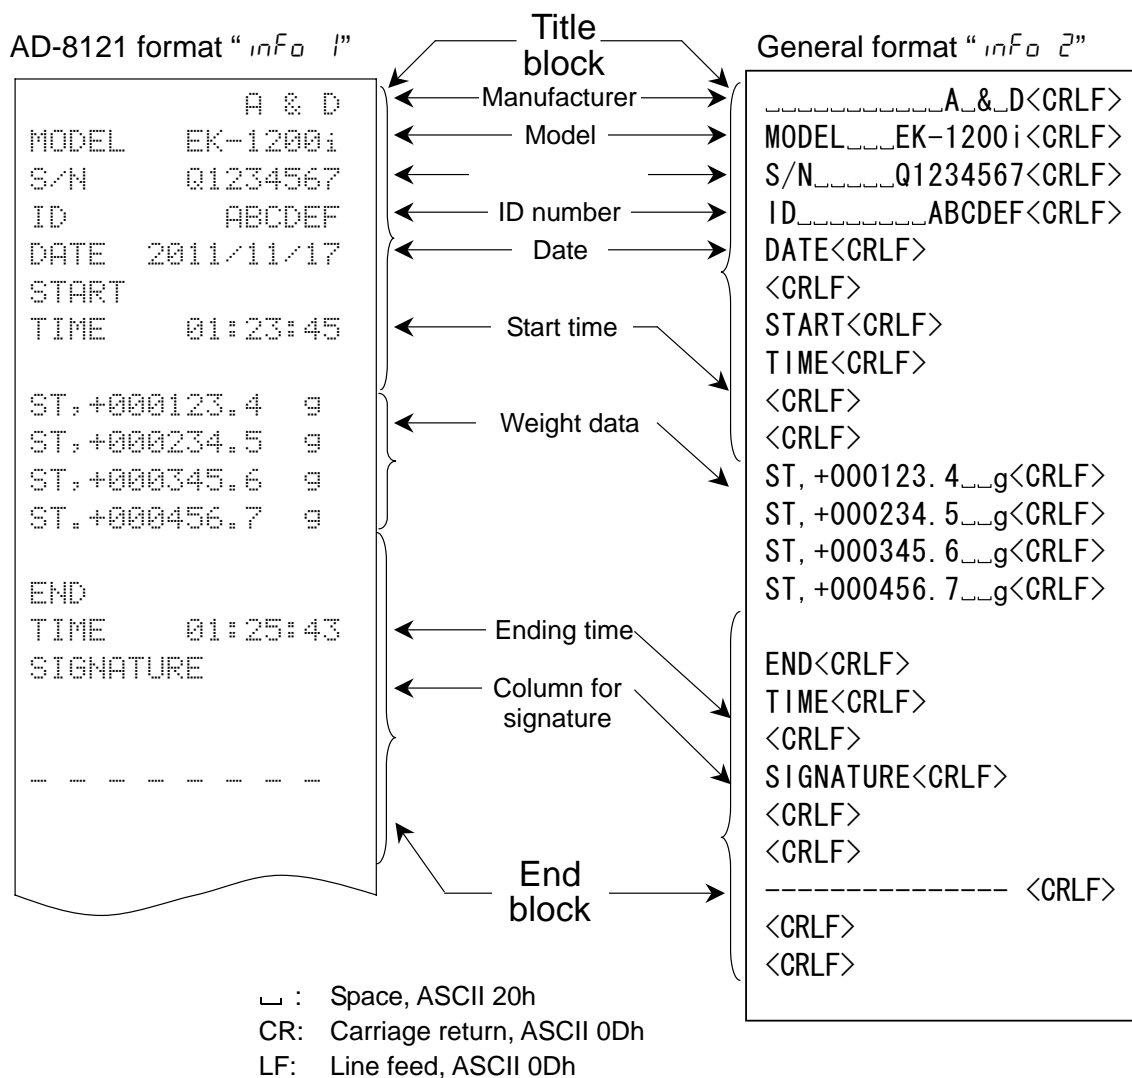 AD-8121 format “ inFo 1”
A & D
MODEL EK-1200i
S/N Q1234567
ID ABCDEF
DATE 2011/11/17
START
TIME 01:23:45
ST,+000123.4 g
ST,+000234.5 g
ST,+000345.6 g
ST.+000456.7 g
END
TIME 01:25:43
SIGNATURE
_ _ _ _ _ _ _ _
Title
block
Manufacturer
Model
ID number
Date
Start time
Weight data
Ending time
Column for
signature
End
block
General format “ inFo 2”
␣␣␣␣␣␣␣␣␣␣␣A␣&␣D<CRLF>
MODEL␣␣␣EK-1200i<CRLF>
S/N␣␣␣␣␣Q1234567<CRLF>
ID␣␣␣␣␣␣␣␣ABCDEF<CRLF>
DATE<CRLF>
<CRLF>
START<CRLF>
TIME<CRLF>
<CRLF>
<CRLF>
ST,+000123.4␣␣g<CRLF>
ST,+000234.5␣␣g<CRLF>
ST,+000345.6␣␣g<CRLF>
ST,+000456.7␣␣g<CRLF>
END<CRLF>
TIME<CRLF>
<CRLF>
SIGNATURE<CRLF>
<CRLF>
<CRLF>
--------------- <CRLF>
<CRLF>
<CRLF>
␣ : Space, ASCII 20h
CR: Carriage return, ASCII 0Dh
LF: Line feed, ASCII 0Dh